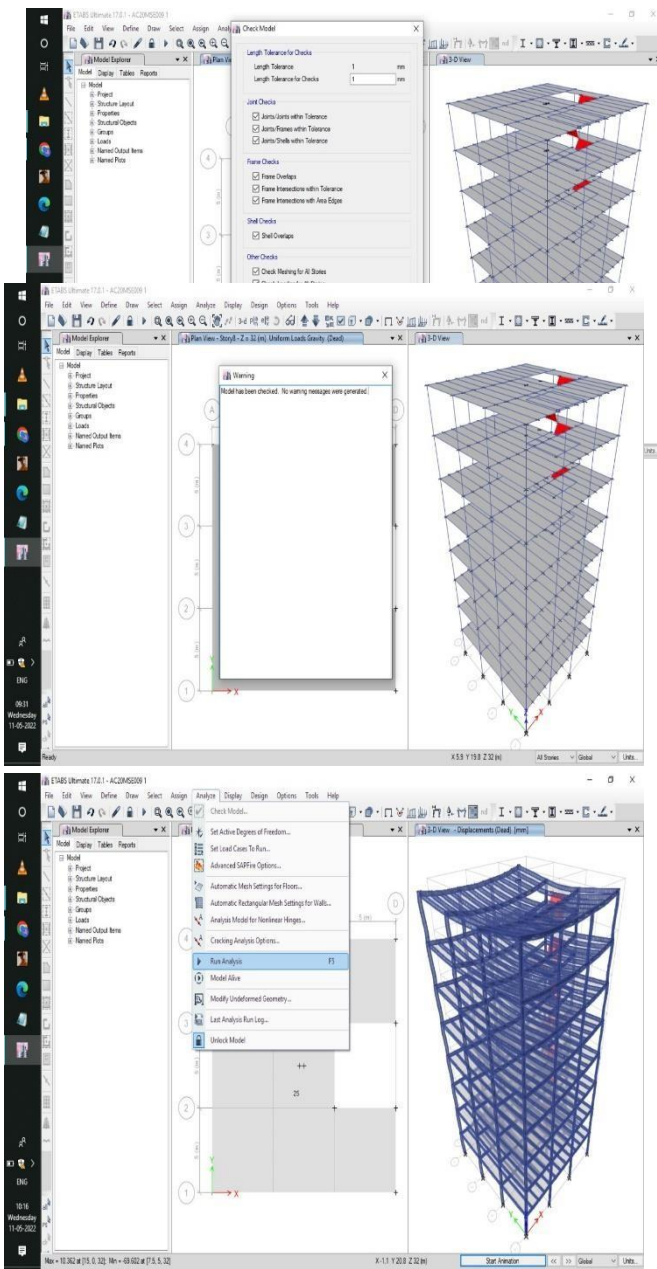 ETABS Ultimate 17.0.1 - AC20MSE009 1
File Edit View Define Draw Select Assign Anal
Check Model
X
Model Explorer
Plan Vie
3-D View
Model Display Tables Reports
Model
Project
Structure Layout
Properties
Structural Objects
Groups
Loads
Named Output Items
Named Plots
Length Tolerance for Checks
Length Tolerance 1 mm
Length Tolerance for Checks 1 mm
Joint Checks
Joints/Joints within Tolerance
Joints/Frames within Tolerance
Joints/Shells within Tolerance
Frame Checks
Frame Overlaps
Frame Intersections within Tolerance
Frame Intersections with Area Edges
Shell Checks
Shell Overlaps
Other Checks
Check Meshing for All Stories
4
3
ETABS Ultimate 17.0.1 - AC20MSE009 1
File Edit View Define Draw Select Assign Analyze Display Design Options Tools Help
Model Explorer
Plan View - Story8 - Z = 32 (m) Uniform Loads Gravity (Dead)
3-D View
Model Display Tables Reports
Model
Project
Structure Layout
Properties
Structural Objects
Groups
Loads
Named Output Items
Named Plots
Warning
X
Model has been checked. No warning messages were generated.
A
D
4
3
2
1
Y
X
Units
ENG
09:31
Wednesday
11-05-2022
Ready
X 5.9 Y 19.8 Z 32 (m)
All Stories
Global
Units...
ETABS Ultimate 17.0.1 - AC20MSE009 1
File Edit View Define Draw Select Assign Analyze Display Design Options Tools Help
Model Explorer
3-D View - Displacements (Dead) [mm]
Model Display Tables Reports
Model
Project
Structure Layout
Properties
Structural Objects
Groups
Loads
Named Output Items
Named Plots
Check Model...
Set Active Degrees of Freedom...
Set Load Cases To Run...
Advanced SAPFire Options...
Automatic Mesh Settings for Floors...
Automatic Rectangular Mesh Settings for Walls...
Analysis Model for Nonlinear Hinges...
Cracking Analysis Options...
Run Analysis F5
Model Alive
Modify Undeformed Geometry...
Last Analysis Run Log...
Unlock Model
5 (m)
D
4
3
25
2
1
Y
X
ENG
10:16
Wednesday
11-05-2022
Max = 10.362 at [15, 0, 32]; Min = -69.602 at [7.5, 5, 32]
X -1.1 Y 20.8 Z 32 (m)
Start Animation
<< >>
Global
Units...